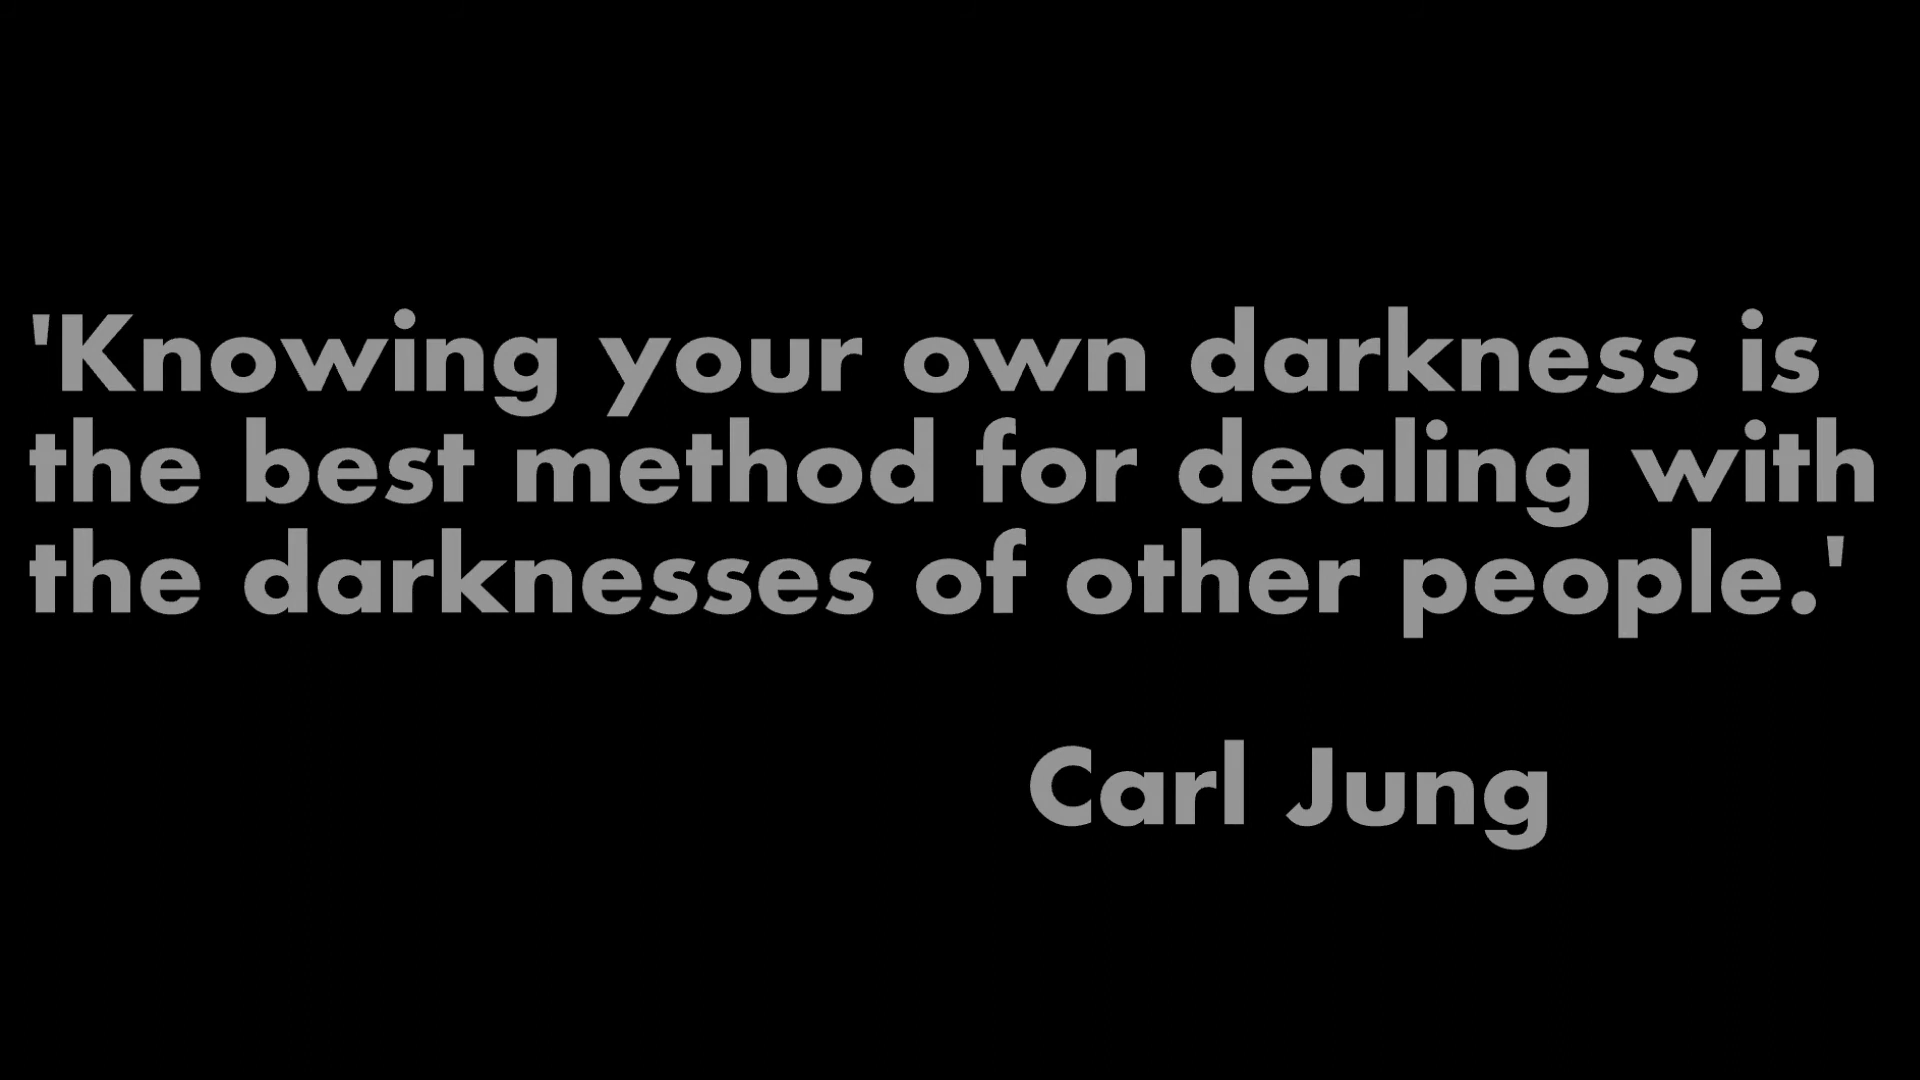 'Knowing your own darkness is
the best method for dealing with
the darknesses of other people.'
Carl Jung